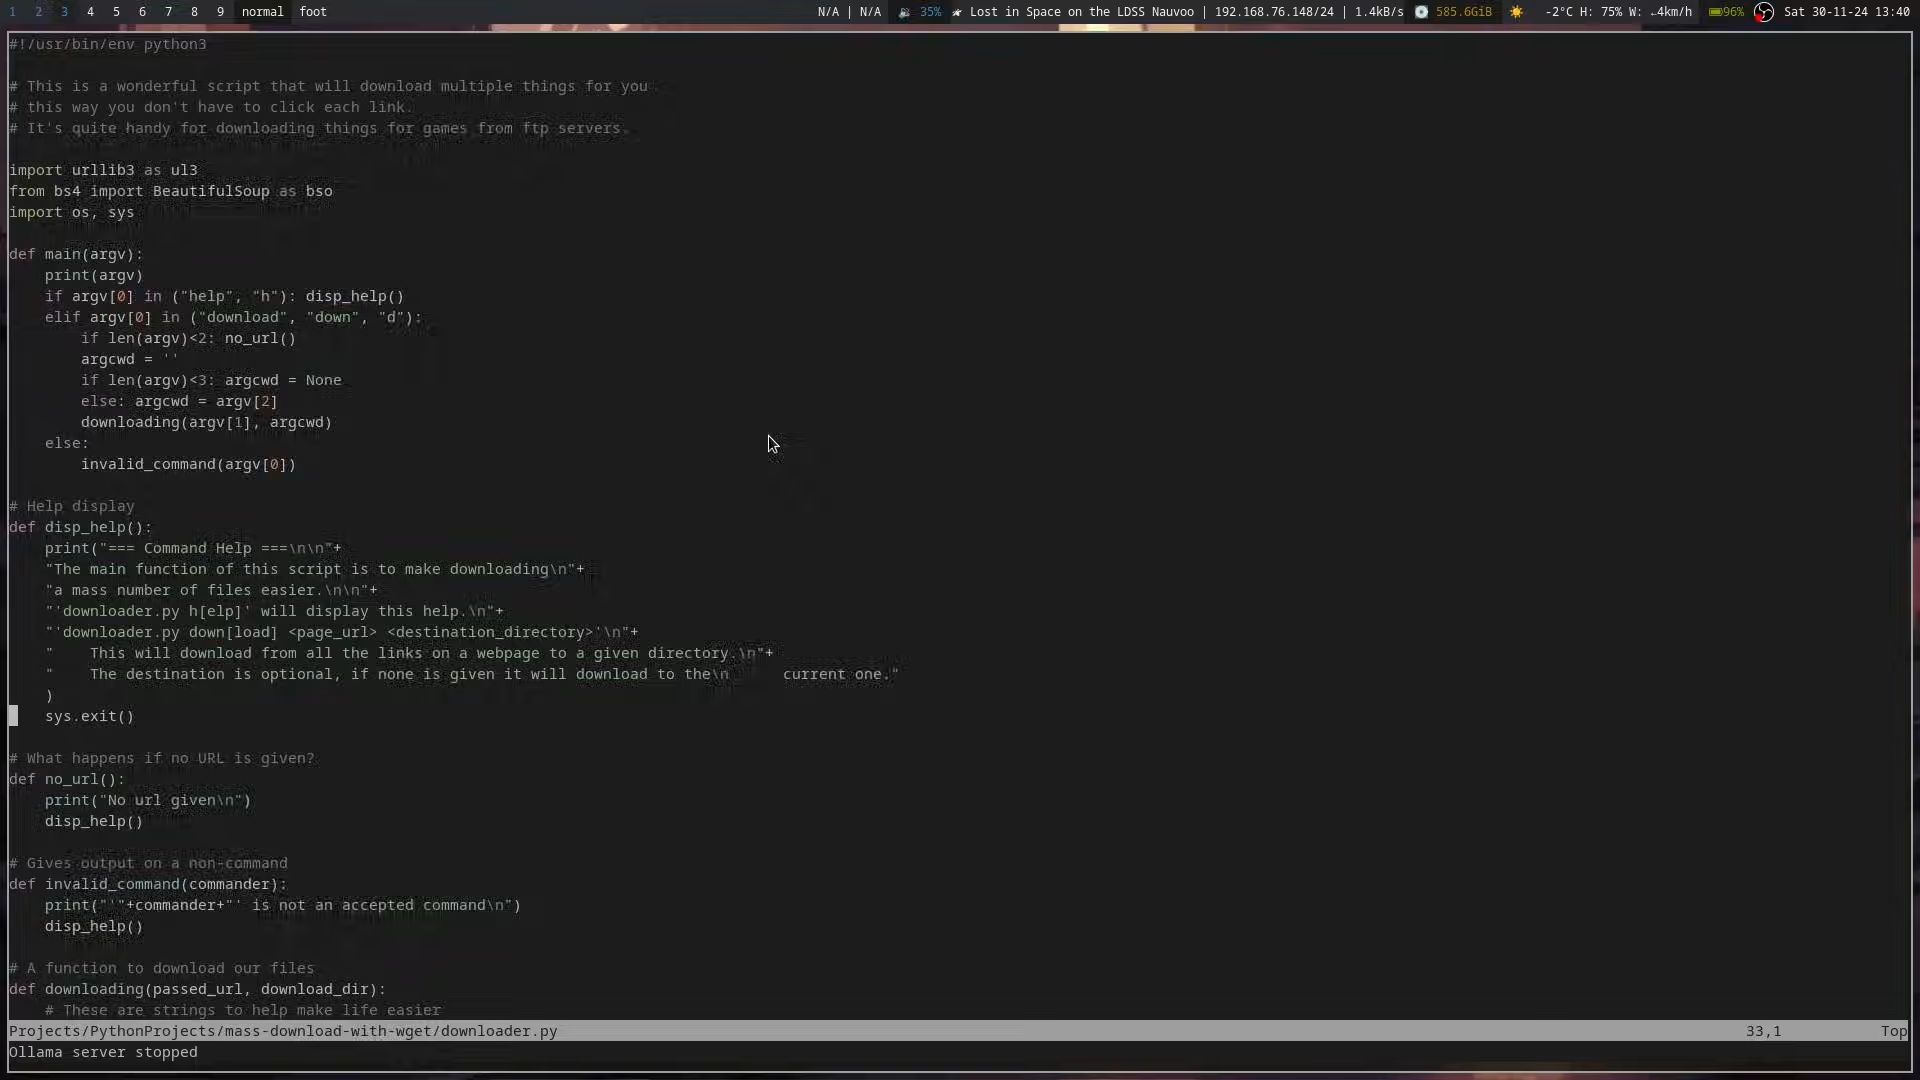 1 2 3 4 5 6 7 8 9 normal foot N/A | N/A 35% Lost in Space on the LDSS Nauvoo | 192.168.76.148/24 | 1.4kB/s 585.6GiB -2°C H: 75% W: ←4km/h 96% Sat 30-11-24 13:40
#!/usr/bin/env python3
# This is a wonderful script that will download multiple things for you
# this way you don't have to click each link.
# It's quite handy for downloading things for games from ftp servers.
import urllib3 as ul3
from bs4 import BeautifulSoup as bso
import os, sys
def main(argv):
    print(argv)
    if argv[0] in ("help", "h"): disp_help()
    elif argv[0] in ("download", "down", "d"):
        if len(argv)<2: no_url()
        argcwd = ''
        if len(argv)<3: argcwd = None
        else: argcwd = argv[2]
        downloading(argv[1], argcwd)
    else:
        invalid_command(argv[0])
# Help display
def disp_help():
    print("=== Command Help ===\n\n"+
    "The main function of this script is to make downloading\n"+
    "a mass number of files easier.\n\n"+
    "'downloader.py h[elp]' will display this help.\n"+
    "'downloader.py down[load] <page_url> <destination_directory>'\n"+
    "    This will download from all the links on a webpage to a given directory.\n"+
    "    The destination is optional, if none is given it will download to the\n      current one."
    )
    sys.exit()
# What happens if no URL is given?
def no_url():
    print("No url given\n")
    disp_help()
# Gives output on a non-command
def invalid_command(commander):
    print("'"+commander+"' is not an accepted command\n")
    disp_help()
# A function to download our files
def downloading(passed_url, download_dir):
    # These are strings to help make life easier
Projects/PythonProjects/mass-download-with-wget/downloader.py 33,1 Top
Ollama server stopped